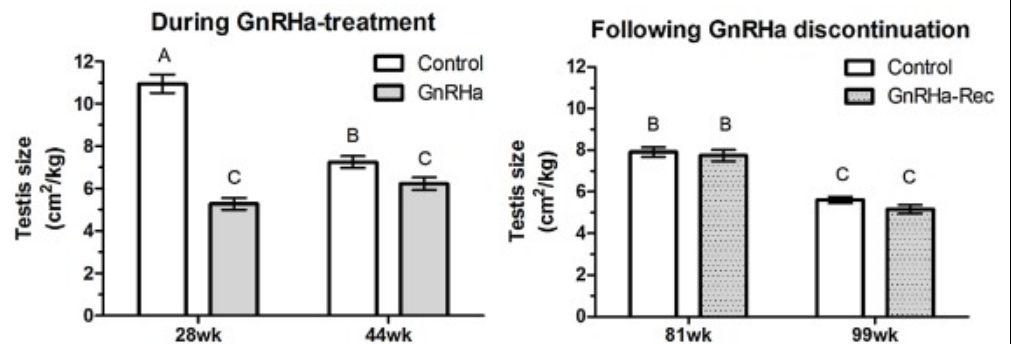 During GnRHa-treatment
Control
GnRHa
Testis size
(cm²/kg)
12
10
8
6
4
2
0
A
C
B
C
28wk
44wk
Following GnRHa discontinuation
Control
GnRHa-Rec
Testis size
(cm²/kg)
12
10
8
6
4
2
0
B
B
C
C
81wk
99wk